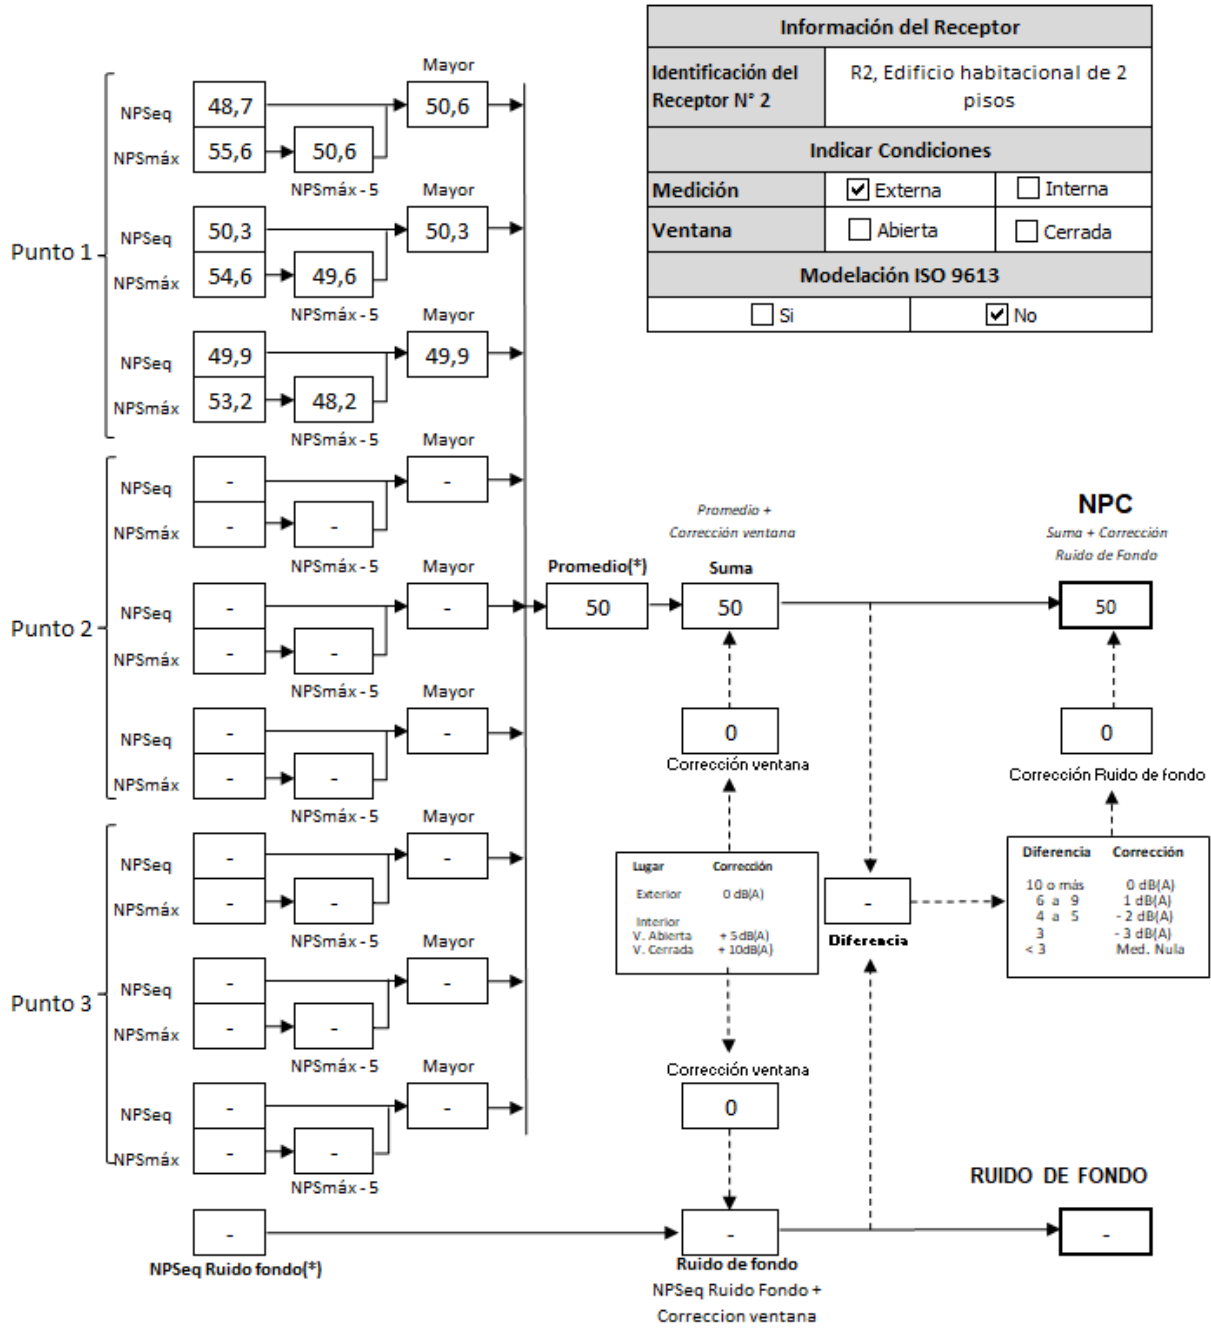 Información del Receptor
Identificación del Receptor N° 2
R2, Edificio habitacional de 2 pisos
Indicar Condiciones
Medición Externa Interna
Ventana Abierta Cerrada
Modelación ISO 9613
Si No
Punto 1
Mayor
NPSeq 48,7 50,6
NPSmáx 55,6 50,6
NPSmáx - 5
Mayor
NPSeq 50,3 50,3
NPSmáx 54,6 49,6
NPSmáx - 5
Mayor
NPSeq 49,9 49,9
NPSmáx 53,2 48,2
NPSmáx - 5
Punto 2
Mayor
NPSeq - -
NPSmáx - -
NPSmáx - 5
Mayor
NPSeq - -
NPSmáx - -
NPSmáx - 5
Mayor
NPSeq - -
NPSmáx - -
NPSmáx - 5
Punto 3
Mayor
NPSeq - -
NPSmáx - -
NPSmáx - 5
Mayor
NPSeq - -
NPSmáx - -
NPSmáx - 5
Mayor
NPSeq - -
NPSmáx - -
NPSmáx - 5
-
NPSeq Ruido fondo(*)
Promedio(*)
50
Promedio +
Corrección ventana
Suma
50
0
Corrección ventana
Lugar Corrección
Exterior 0 dB(A)
Interior
V. Abierta + 5dB(A)
V. Cerrada + 10dB(A)
Corrección ventana
0
-
Ruido de fondo
NPSeq Ruido Fondo +
Correccion ventana
-
Diferencia
NPC
Suma + Corrección
Ruido de Fondo
50
0
Corrección Ruido de fondo
Diferencia Corrección
10 o más 0 dB(A)
6 a 9 1 dB(A)
4 a 5 - 2 dB(A)
3 - 3 dB(A)
< 3 Med. Nula
RUIDO DE FONDO
-